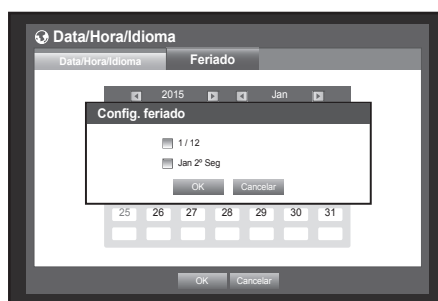 Data/Hora/Idioma
Data/Hora/Idioma Feriado
2015 Jan
Config. feriado
1 / 12
Jan 2º Seg
OK Cancelar
25 26 27 28 29 30 31
OK Cancelar